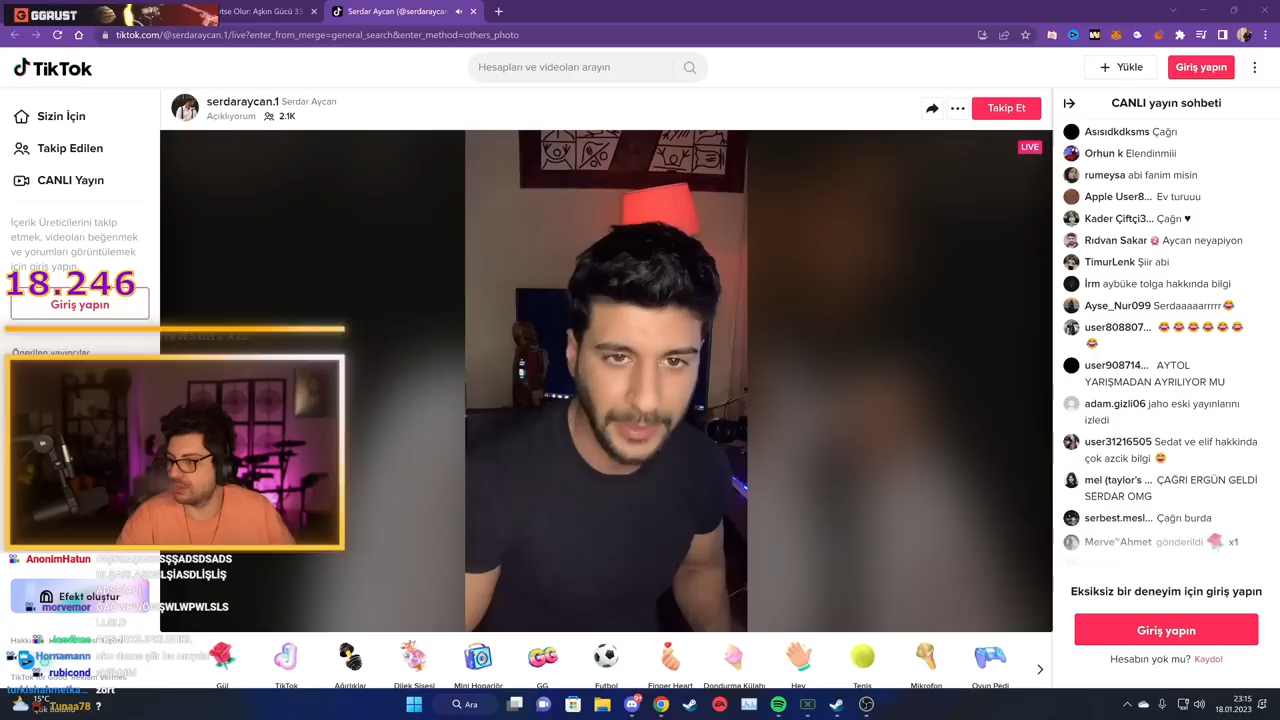 GGRUST
etse Olur: Aşkın Gücü 33
Serdar Aycan (@serdaraycan
tiktok.com/@serdaraycan.1/live?enter_from_merge=general_search&enter_method=others_photo
TikTok
Hesapları ve videoları arayın
Yükle
Giriş yapın
Sizin İçin
Takip Edilen
CANLI Yayın
İçerik Üreticilerini takip
etmek, videoları beğenmek
ve yorumları görüntülemek
için giriş yapın.
18.246
Giriş yapın
Önerilen yayıncılar
serdaraycan.1 Serdar Aycan
Açıklıyorum 2.1K
Takip Et
LIVE
CANLI yayın sohbeti
Asısıdkdksms Çağrı
Orhun k Elendinmiii
rumeysa abi fanim misin
Apple User8... Ev turuuu
Kader Çiftçi3... Çağrı ♥
Rıdvan Sakar Aycan neyapiyon
TimurLenk Şiir abi
İrm aybüke tolga hakkında bilgi
Ayse_Nur099 Serdaaaaarrrrr😂
user808807... 😂😂😂😂😂😂
😂
user908714... AYTOL
YARIŞMADAN AYRILIYOR MU
adam.gizli06 jaho eski yayınlarını
izledi
user31216505 Sedat ve elif hakkinda
çok azcik bilgi 😄
mel (taylor's ... ÇAĞRI ERGÜN GELDİ
SERDAR OMG
serbest.mesl... Çağrı burda
Merve~Ahmet gönderildi x1
Eksiksiz bir deneyim için giriş yapın
Giriş yapın
Hesabın yok mu? Kaydol
AnonimHatun
Efekt oluştur
morvemor
Hornamann
rubicond
zort
Tunaa78 ?
Gül
TikTok
Ağırlıklar
Dilek Sisesi
Mini Hoparlör
GG
Futbol
Finger Heart
Dondurma Külahı
Hey
Tenis
Mikrofon
Oyun Pedi
15°C
Ara
23:15
18.01.2023